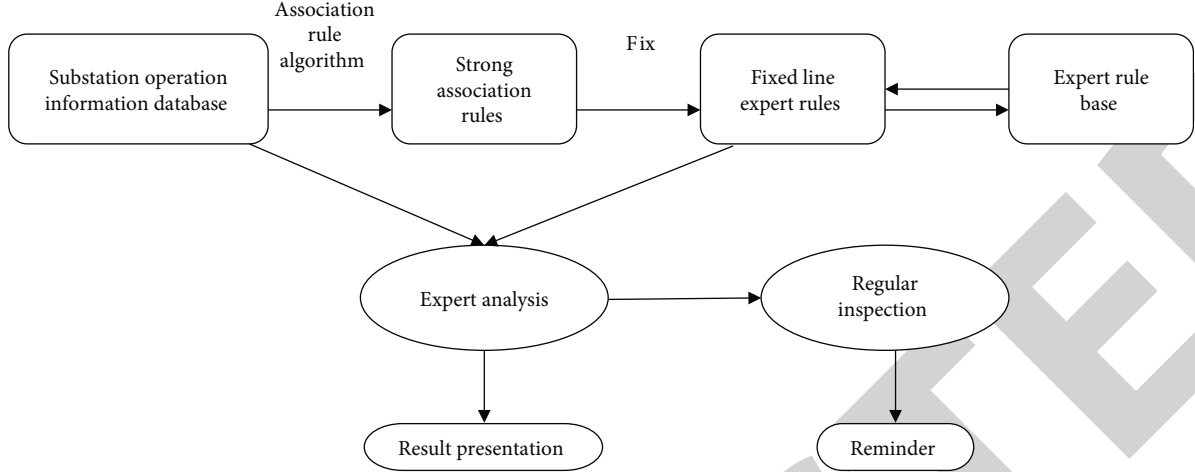 Association
rule
algorithm
Fix
Substation operation
information database
Strong
association
rules
Fixed line
expert rules
Expert rule
base
Expert analysis
Regular
inspection
Result presentation
Reminder